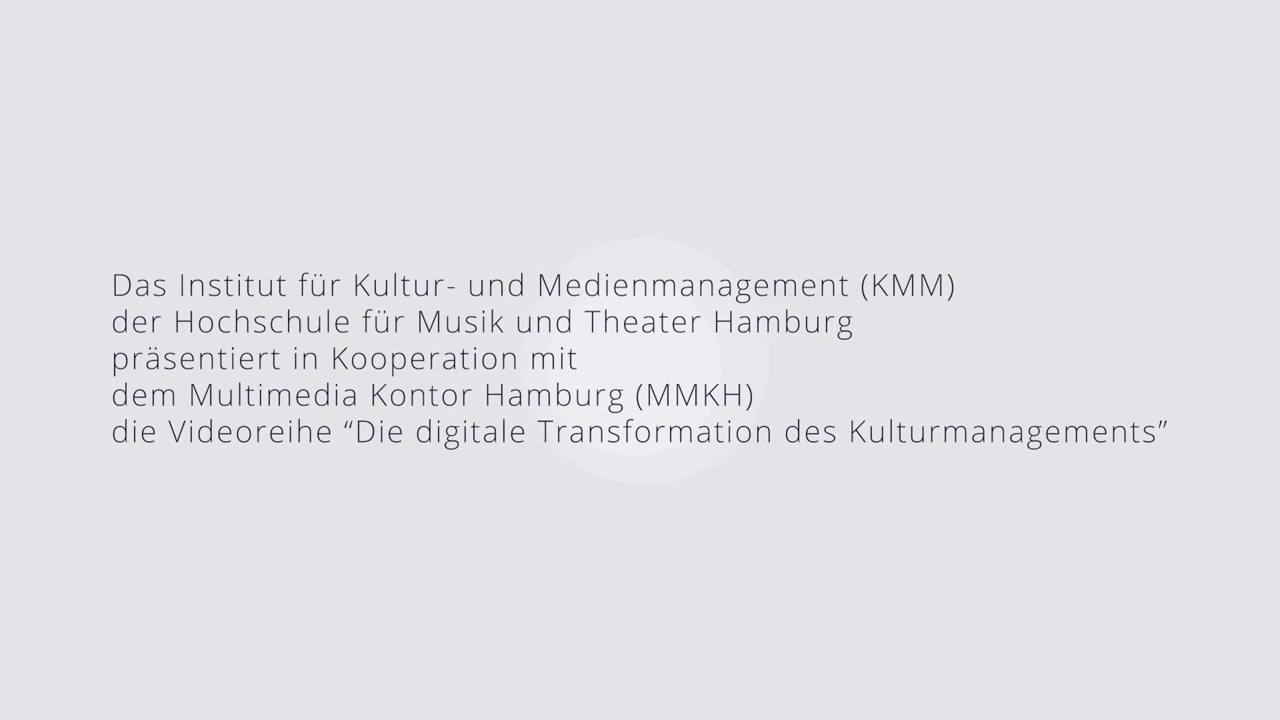 Das Institut für Kultur- und Medienmanagement (KMM)
der Hochschule für Musik und Theater Hamburg
präsentiert in Kooperation mit
dem Multimedia Kontor Hamburg (MMKH)
die Videoreihe “Die digitale Transformation des Kulturmanagements”